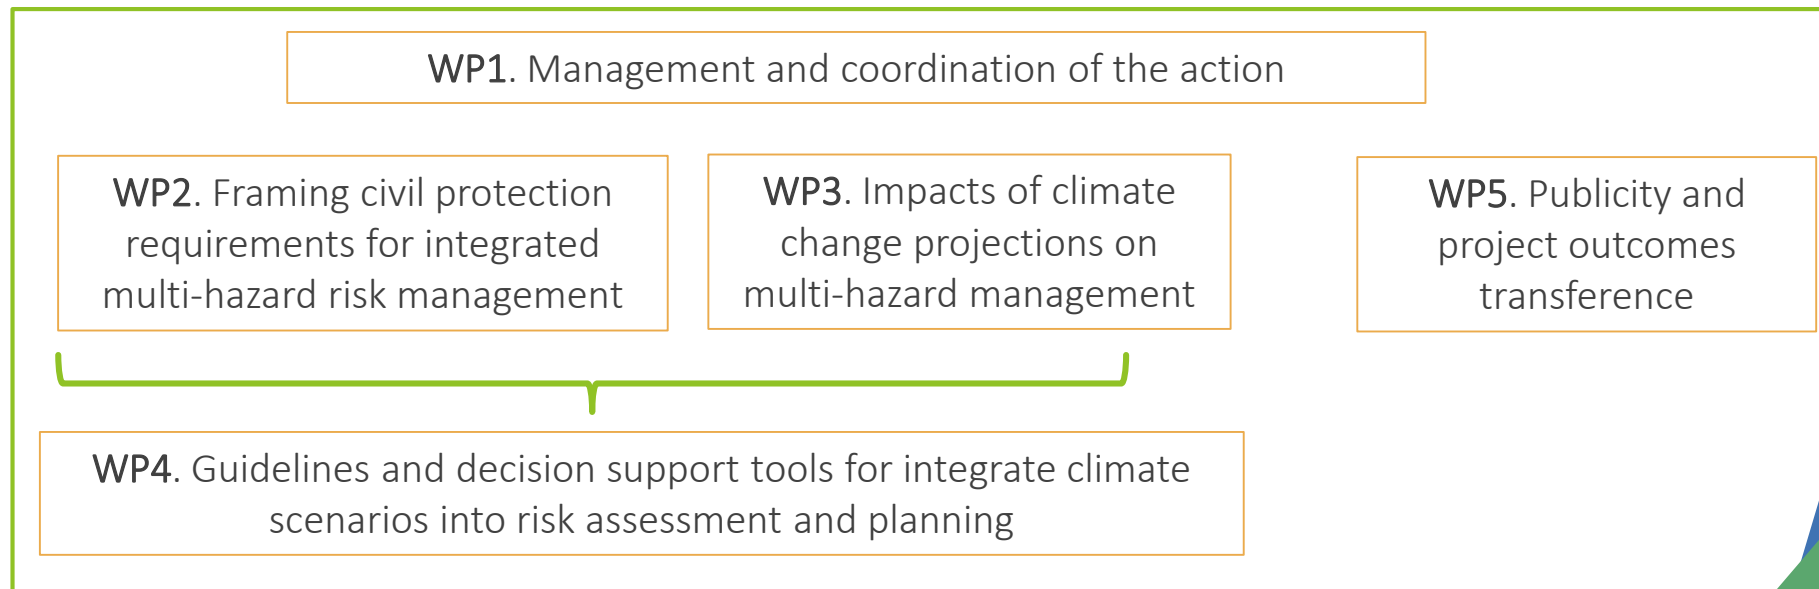 WP1. Management and coordination of the action
WP2. Framing civil protection
requirements for integrated
multi-hazard risk management
WP3. Impacts of climate
change projections on
multi-hazard management
WP5. Publicity and
project outcomes
transference
WP4. Guidelines and decision support tools for integrate climate
scenarios into risk assessment and planning